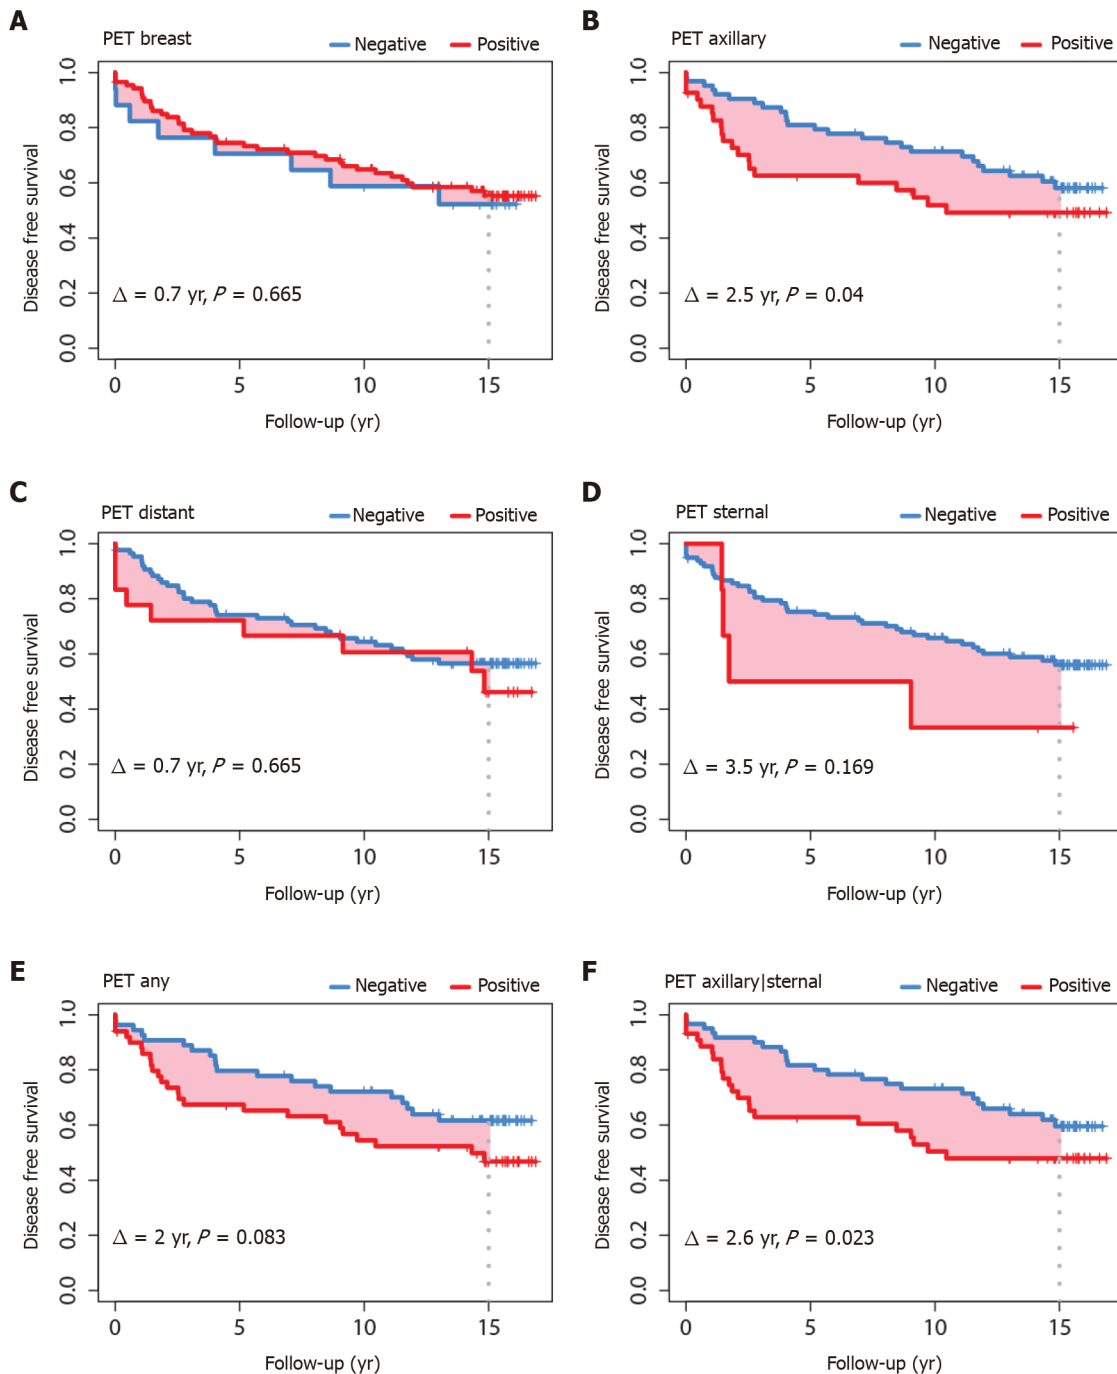 A
PET breast
Negative
Positive
1.0
0.8
0.6
0.4
0.2
0.0
Disease free survival
Δ = 0.7 yr, P = 0.665
0
5
10
15
Follow-up (yr)
B
PET axillary
Negative
Positive
1.0
0.8
0.6
0.4
0.2
0.0
Disease free survival
Δ = 2.5 yr, P = 0.04
0
5
10
15
Follow-up (yr)
C
PET distant
Negative
Positive
1.0
0.8
0.6
0.4
0.2
0.0
Disease free survival
Δ = 0.7 yr, P = 0.665
0
5
10
15
Follow-up (yr)
D
PET sternal
Negative
Positive
1.0
0.8
0.6
0.4
0.2
0.0
Disease free survival
Δ = 3.5 yr, P = 0.169
0
5
10
15
Follow-up (yr)
E
PET any
Negative
Positive
1.0
0.8
0.6
0.4
0.2
0.0
Disease free survival
Δ = 2 yr, P = 0.083
0
5
10
15
Follow-up (yr)
F
PET axillary|sternal
Negative
Positive
1.0
0.8
0.6
0.4
0.2
0.0
Disease free survival
Δ = 2.6 yr, P = 0.023
0
5
10
15
Follow-up (yr)